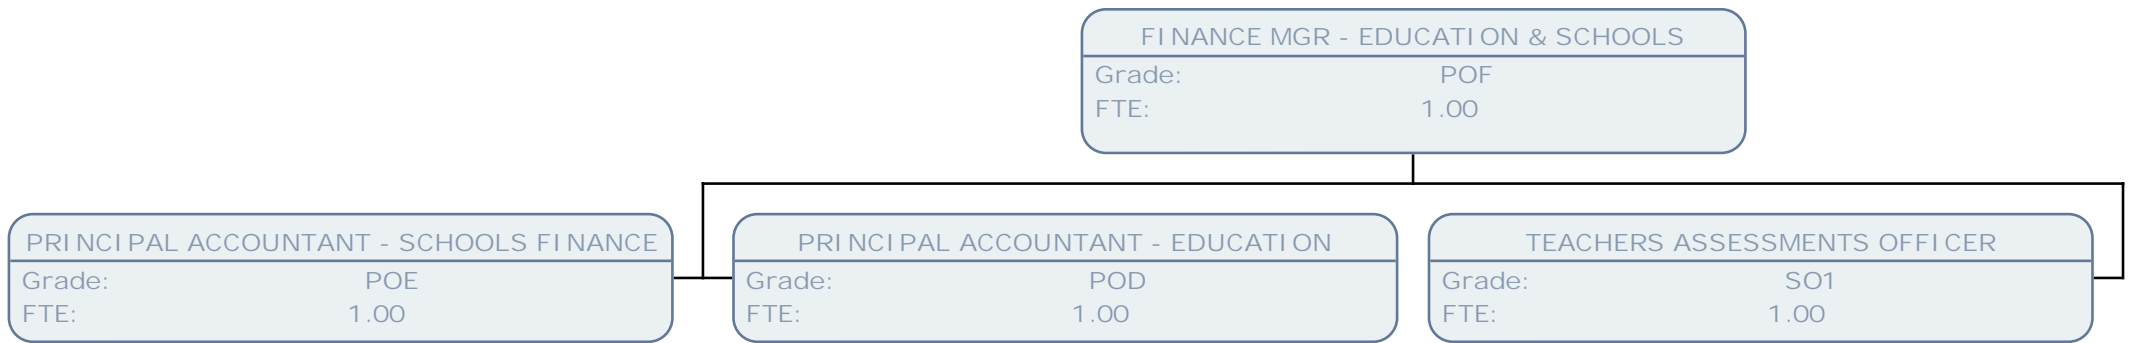 FINANCE MGR - EDUCATION & SCHOOLS
Grade: POF
FTE: 1.00
PRINCIPAL ACCOUNTANT - SCHOOLS FINANCE
Grade: POE
FTE: 1.00
PRINCIPAL ACCOUNTANT - EDUCATION
Grade: POD
FTE: 1.00
TEACHERS ASSESSMENTS OFFICER
Grade: SO1
FTE: 1.00